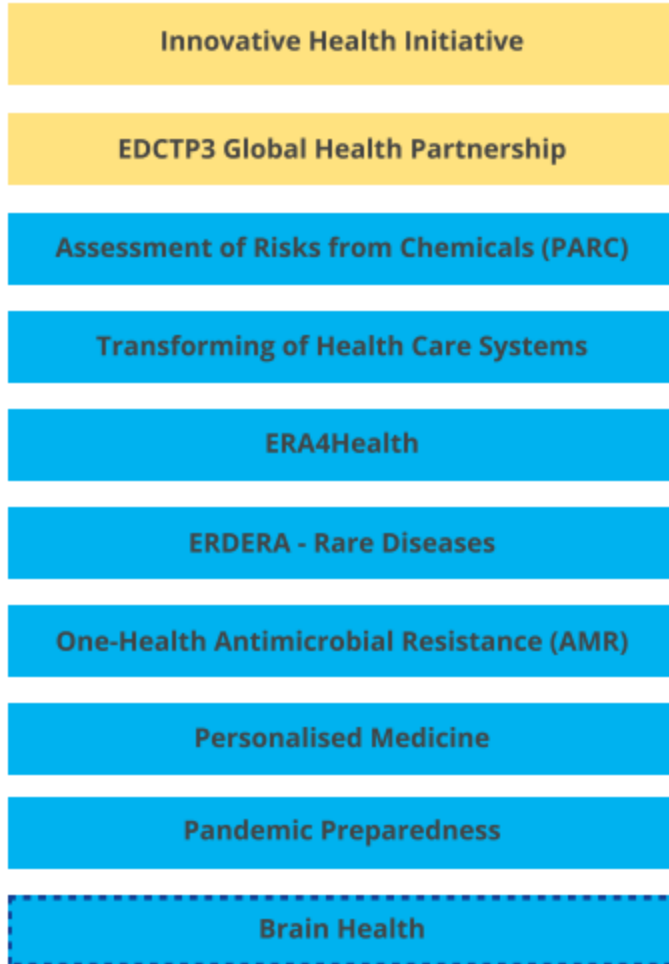 Innovative Health Initiative
EDCTP3 Global Health Partnership
Assessment of Risks from Chemicals (PARC)
Transforming of Health Care Systems
ERA4Health
ERDERA - Rare Diseases
One-Health Antimicrobial Resistance (AMR)
Personalised Medicine
Pandemic Preparedness
Brain Health